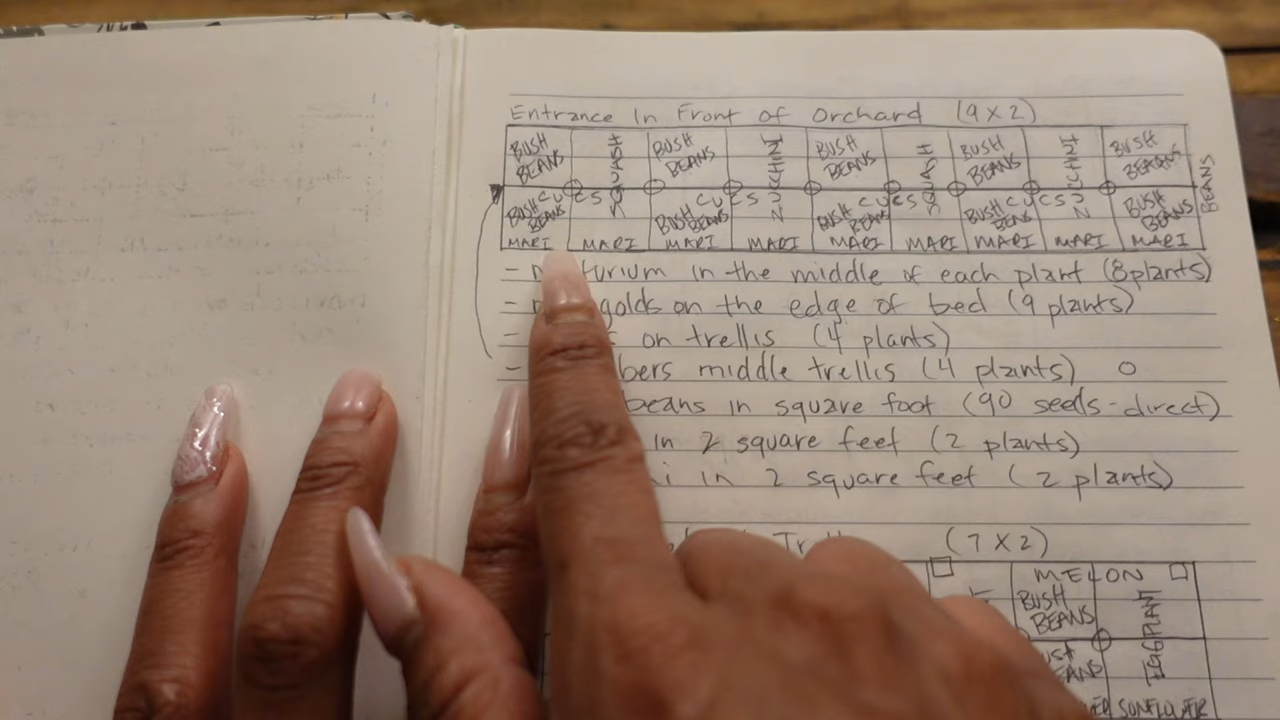 Entrance In Front of Orchard (9 X 2)
BUSH BEANS SQUASH BUSH BEANS ZUCCHINI BUSH BEANS SQUASH BUSH BEANS ZUCCHINI BUSH BEANS
CUCS CUCS CUCS CUCS BEANS
BUSH BEANS BUSH BEANS BUSH BEANS BUSH BEANS BUSH BEANS
MARI MARI MARI MARI MARI MARI MARI MARI MARI
- in the middle of each plant (8 plants)
- on the edge of bed (9 plants)
- on trellis (4 plants)
- middle trellis (4 plants) O
beans in square foot (90 seeds-direct)
in 2 square feet (2 plants)
in 2 square feet (2 plants)
(7 X 2)
MELON
BUSH BEANS EGGPLANT
SUNFLOWER